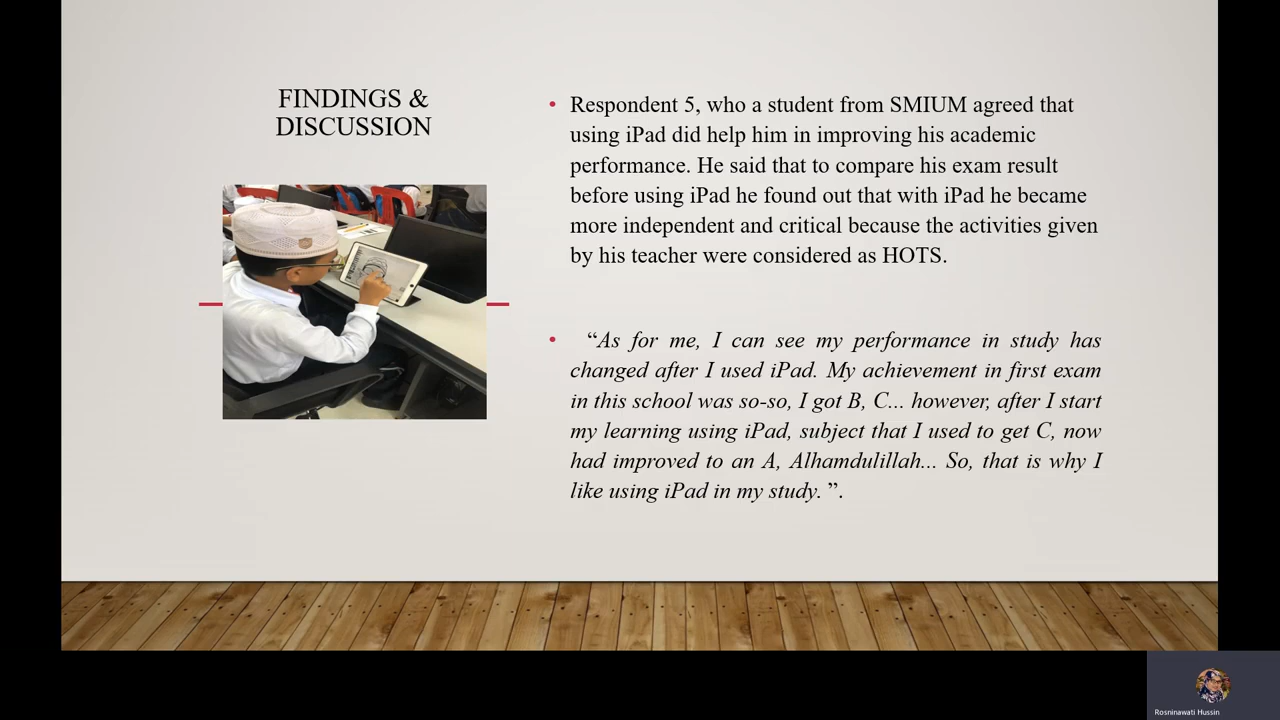 FINDINGS &
DISCUSSION
• Respondent 5, who a student from SMIUM agreed that
using iPad did help him in improving his academic
performance. He said that to compare his exam result
before using iPad he found out that with iPad he became
more independent and critical because the activities given
by his teacher were considered as HOTS.
• “As for me, I can see my performance in study has
changed after I used iPad. My achievement in first exam
in this school was so-so, I got B, C... however, after I start
my learning using iPad, subject that I used to get C, now
had improved to an A, Alhamdulillah... So, that is why I
like using iPad in my study. ”.
Rosninawati Hussin